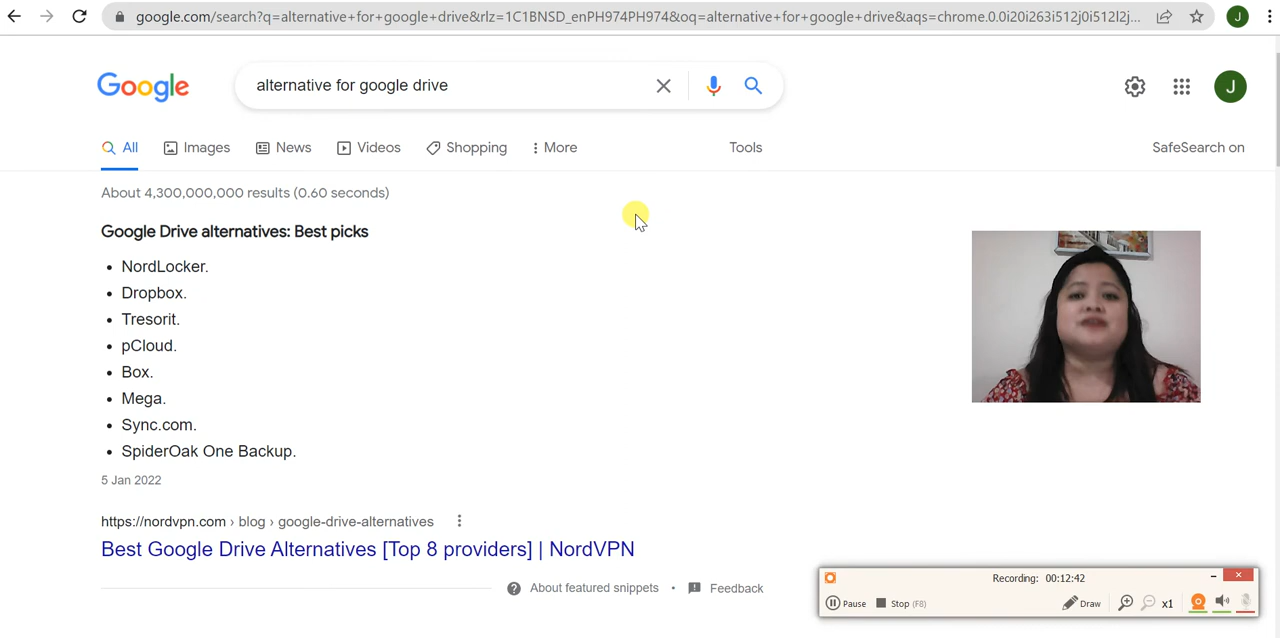 google.com/search?q=alternative+for+google+drive&rlz=1C1BNSD_enPH974PH974&oq=alternative+for+google+drive&aqs=chrome.0.0i20i263i512j0i512l2j...
J
Google
alternative for google drive
J
All
Images
News
Videos
Shopping
More
Tools
SafeSearch on
About 4,300,000,000 results (0.60 seconds)
Google Drive alternatives: Best picks
• NordLocker.
• Dropbox.
• Tresorit.
• pCloud.
• Box.
• Mega.
• Sync.com.
• SpiderOak One Backup.
5 Jan 2022
https://nordvpn.com › blog › google-drive-alternatives
Best Google Drive Alternatives [Top 8 providers] | NordVPN
About featured snippets • Feedback
Recording: 00:12:42
Pause
Stop (F8)
Draw
x1